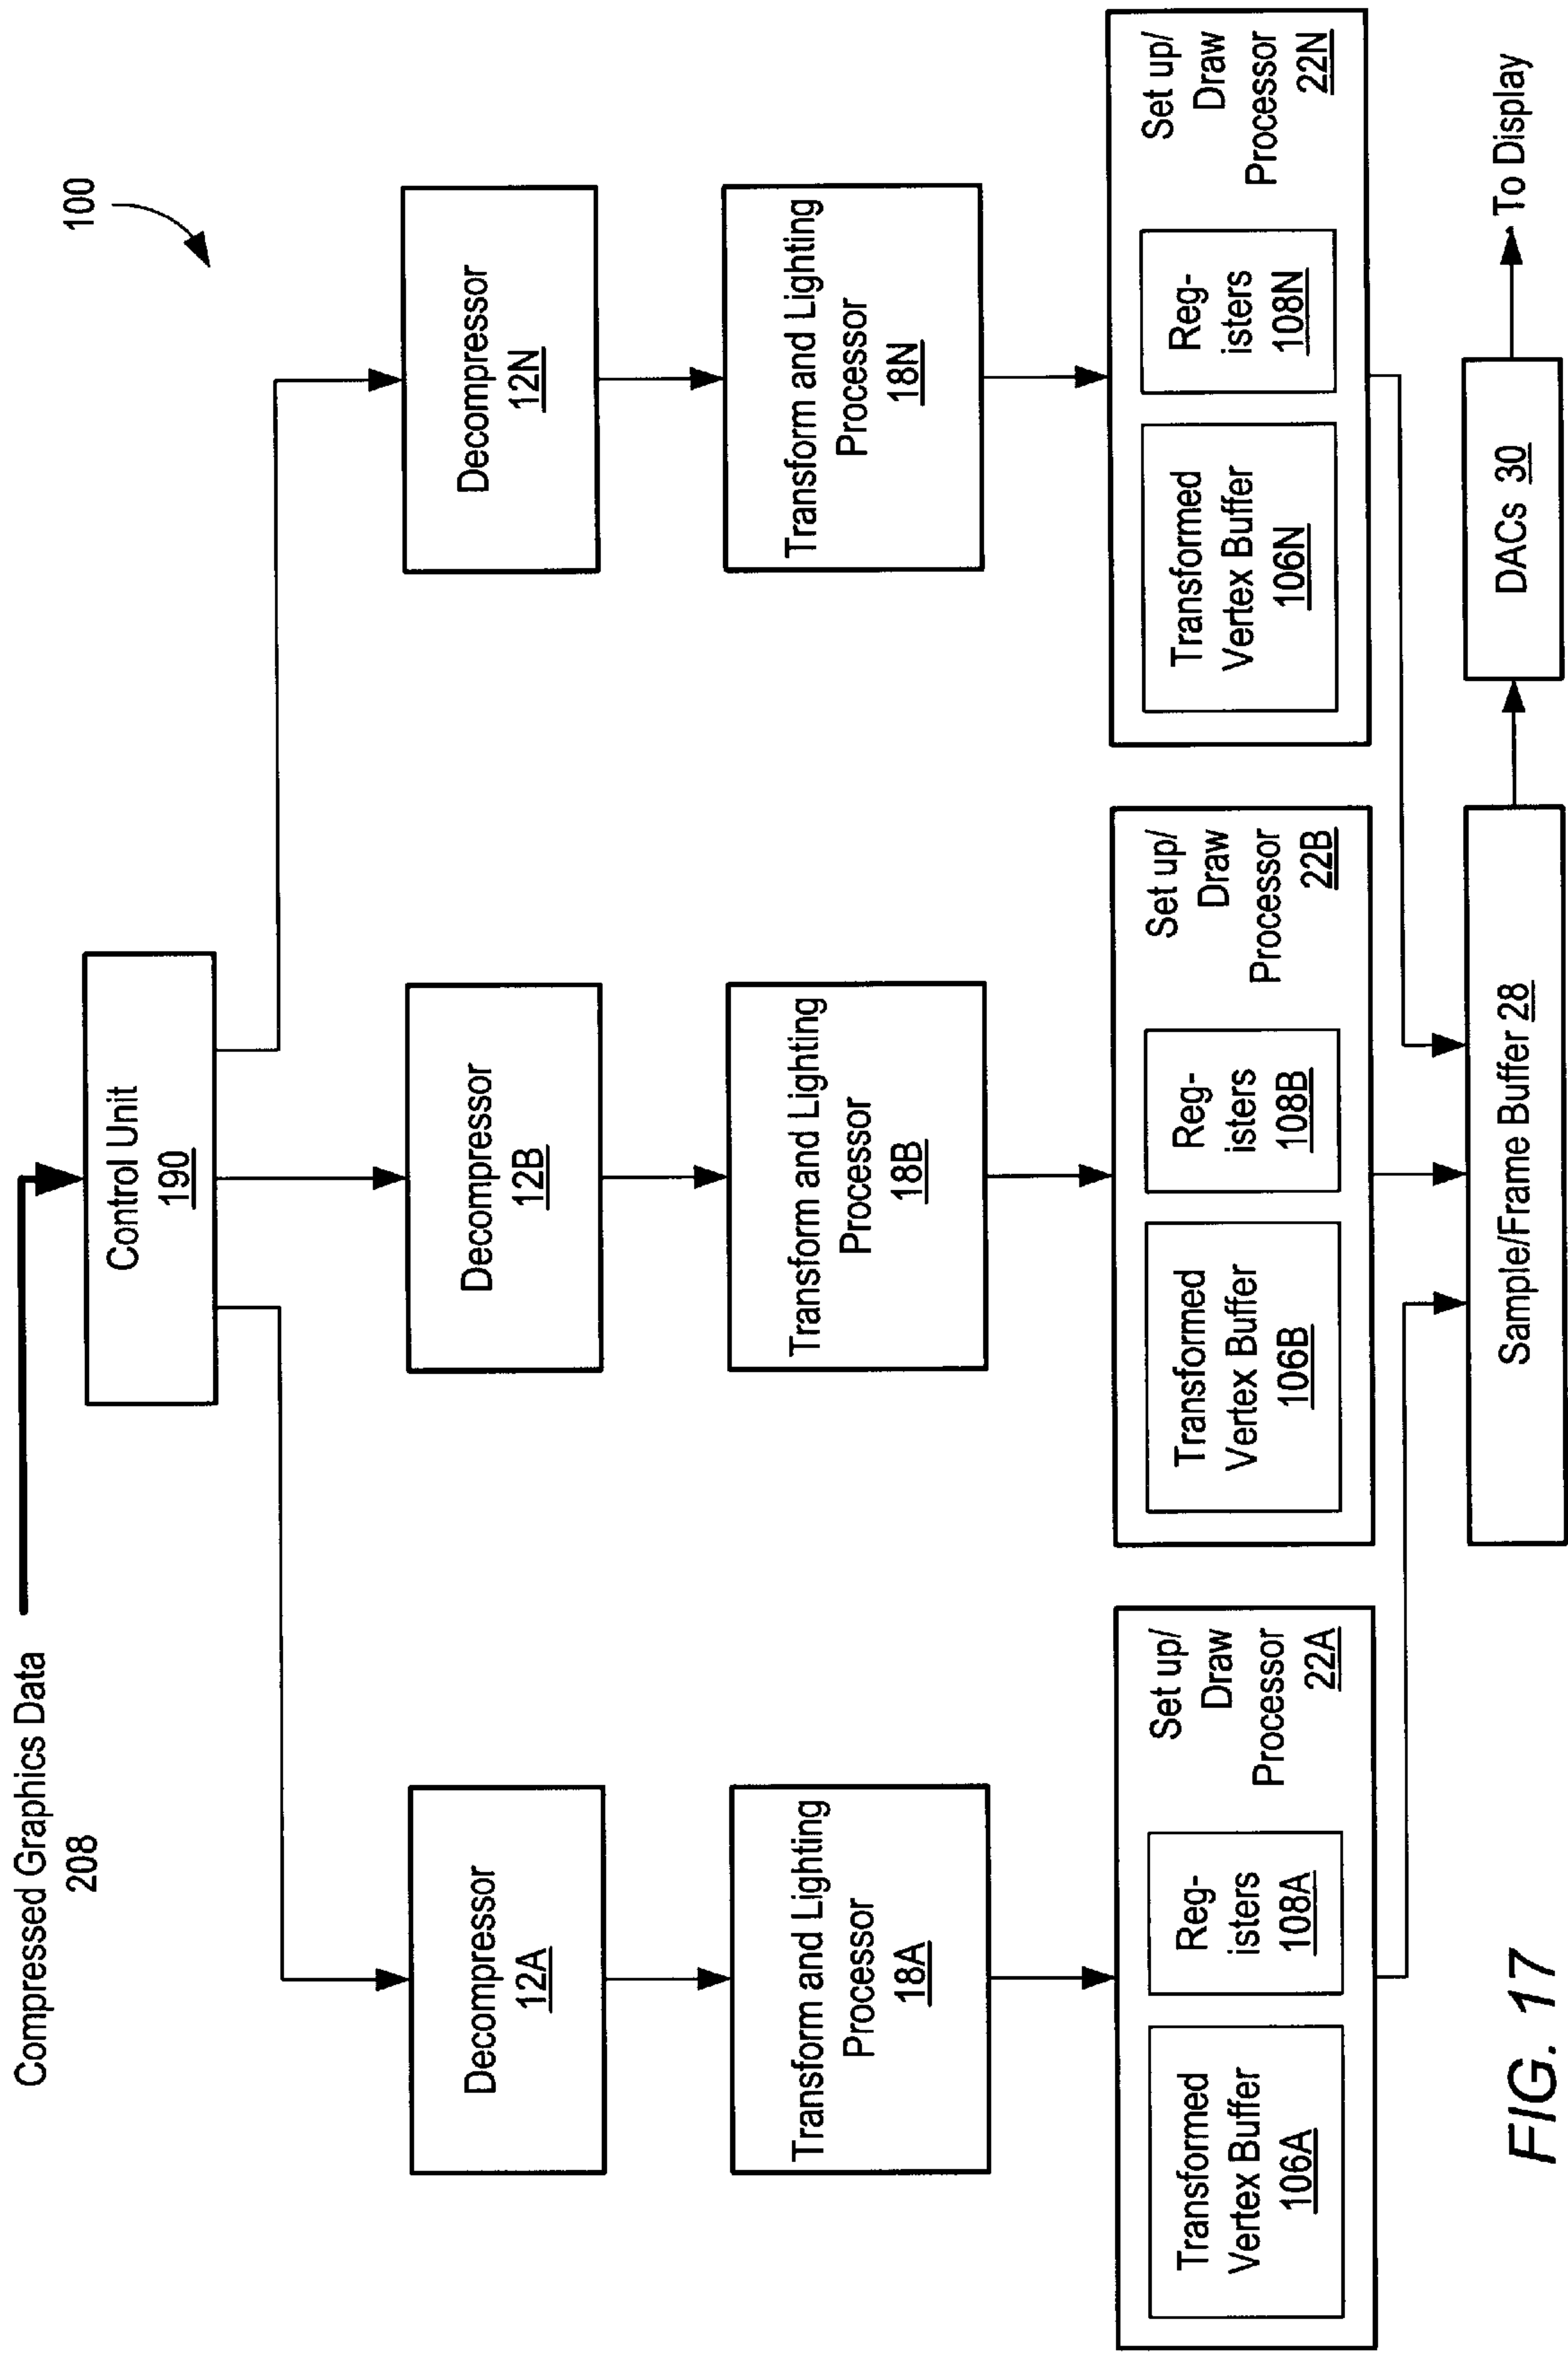 Compressed Graphics Data
208
100
Control Unit
190
Decompressor
12A
Decompressor
12B
Decompressor
12N
Transform and Lighting
Processor
18A
Transform and Lighting
Processor
18B
Transform and Lighting
Processor
18N
Transformed
Vertex Buffer
106A
Reg-
isters
108A
Set up/
Draw
Processor
22A
Transformed
Vertex Buffer
106B
Reg-
isters
108B
Set up/
Draw
Processor
22B
Transformed
Vertex Buffer
106N
Reg-
isters
108N
Set up/
Draw
Processor
22N
Sample/Frame Buffer 28
DACs 30
To Display
FIG. 17